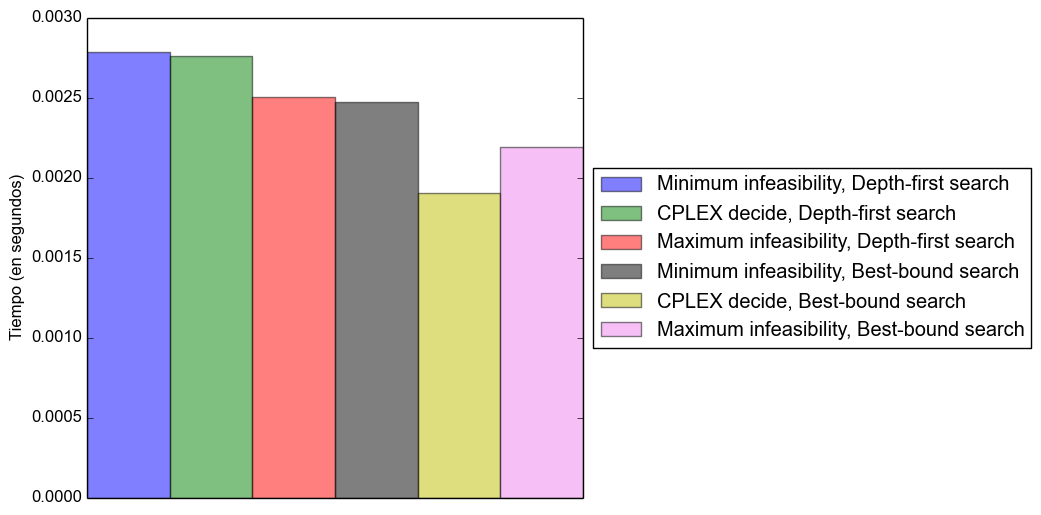 0.0030
0.0025
0.0020
0.0015
0.0010
0.0005
0.0000
Tiempo (en segundos)
Minimum infeasibility, Depth-first search
CPLEX decide, Depth-first search
Maximum infeasibility, Depth-first search
Minimum infeasibility, Best-bound search
CPLEX decide, Best-bound search
Maximum infeasibility, Best-bound search